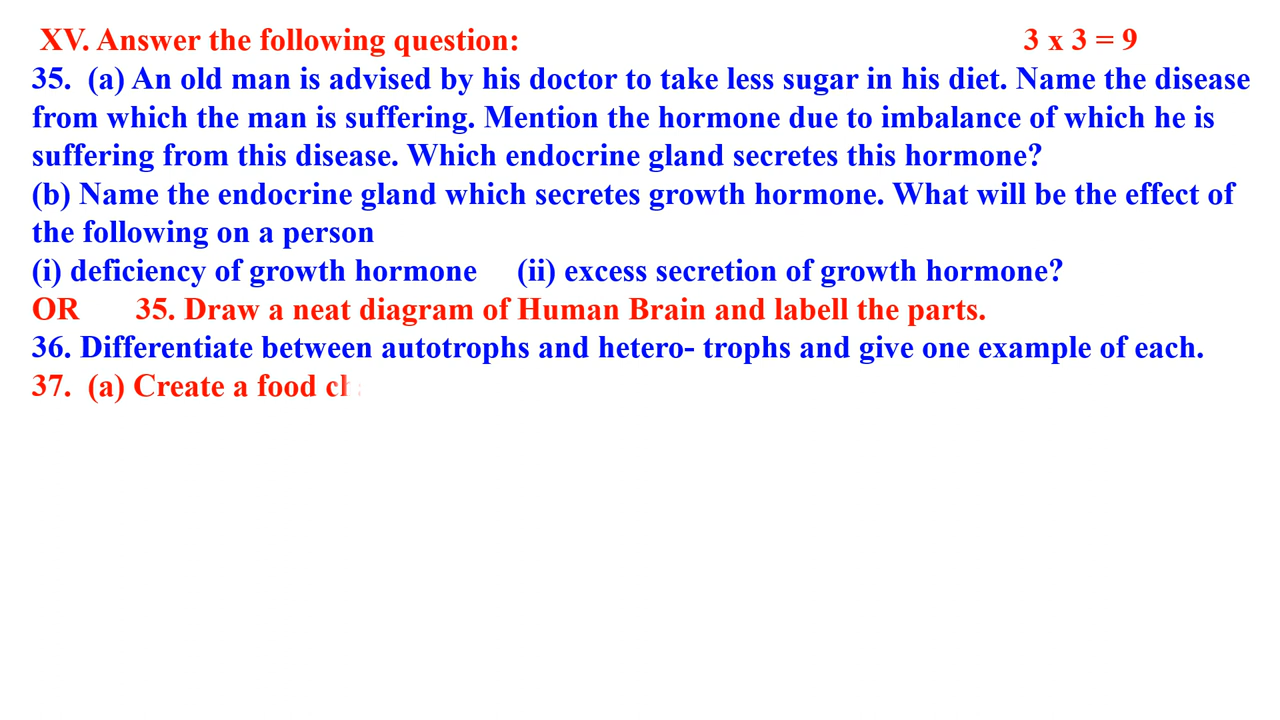 XV. Answer the following question: 3 x 3 = 9
35. (a) An old man is advised by his doctor to take less sugar in his diet. Name the disease
from which the man is suffering. Mention the hormone due to imbalance of which he is
suffering from this disease. Which endocrine gland secretes this hormone?
(b) Name the endocrine gland which secretes growth hormone. What will be the effect of
the following on a person
(i) deficiency of growth hormone (ii) excess secretion of growth hormone?
OR 35. Draw a neat diagram of Human Brain and labell the parts.
36. Differentiate between autotrophs and hetero- trophs and give one example of each.
37. (a) Create a food